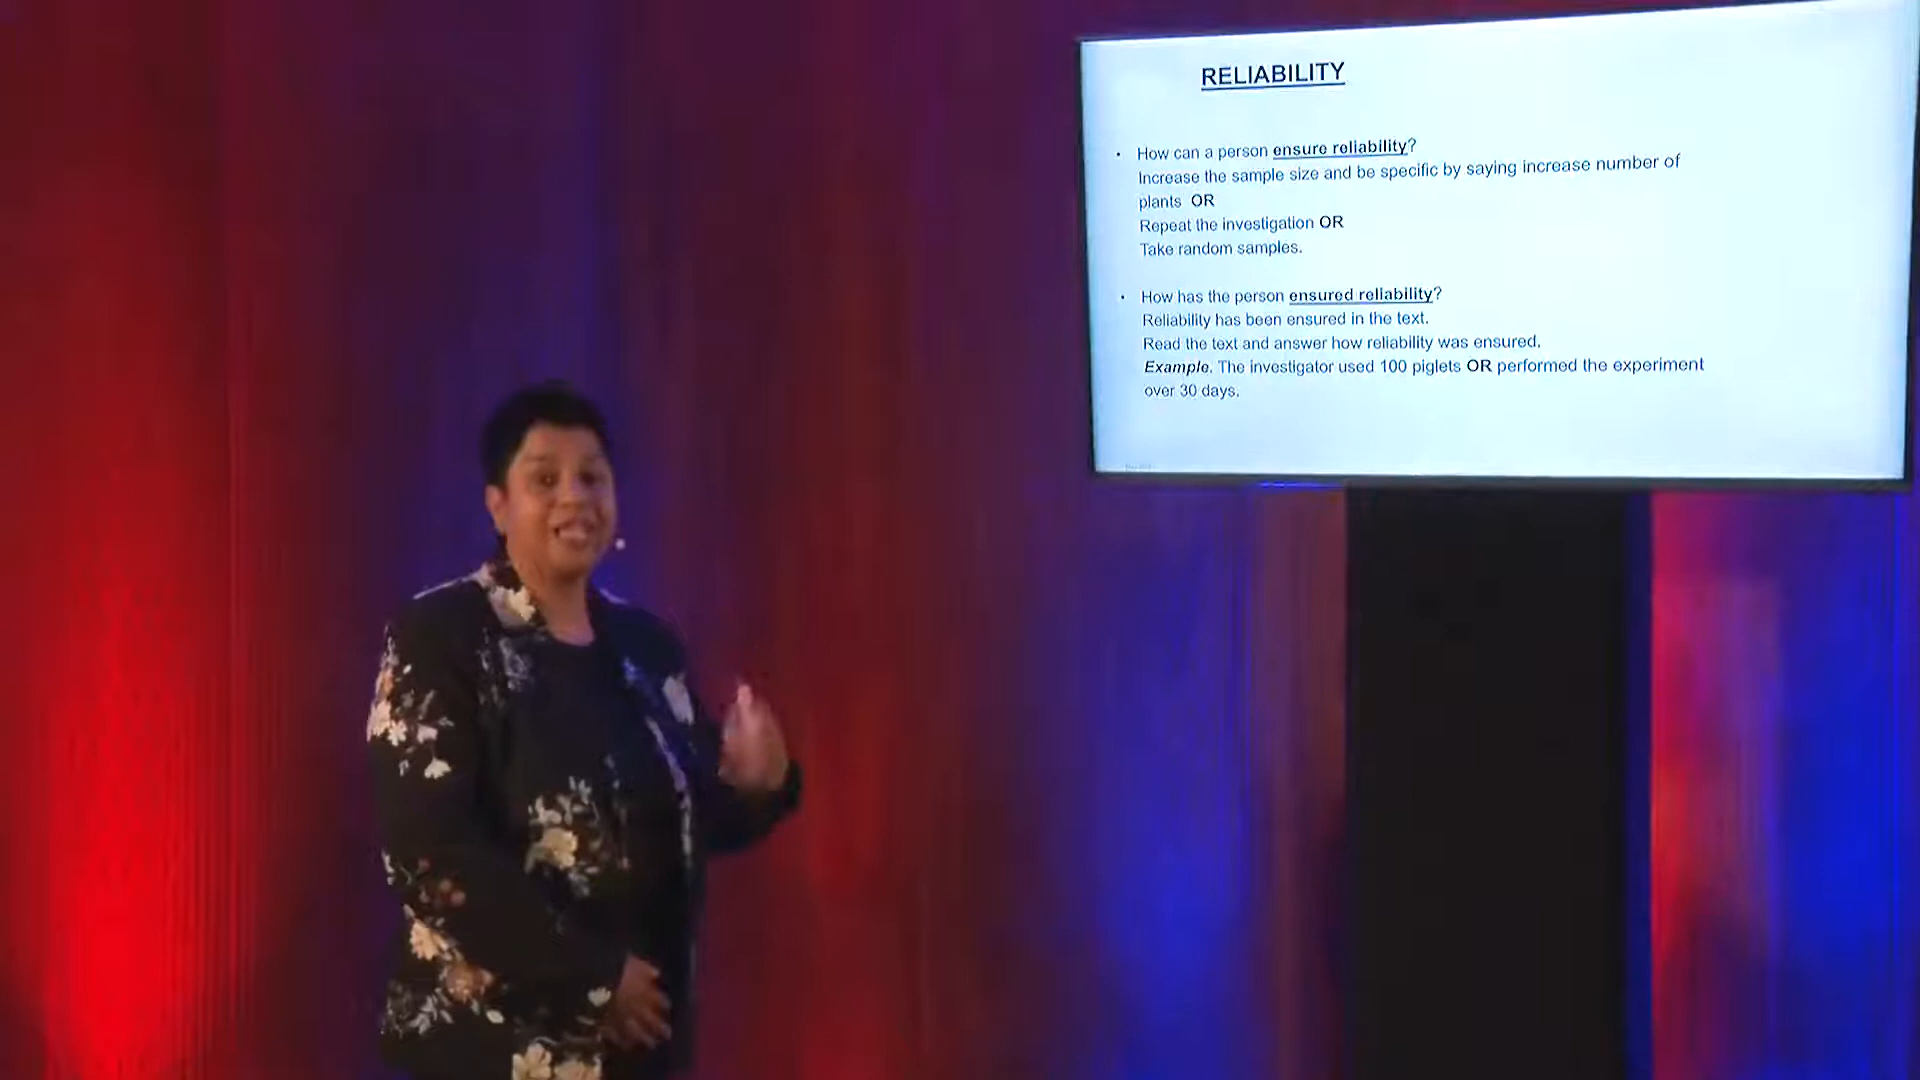 RELIABILITY
• How can a person ensure reliability?
Increase the sample size and be specific by saying increase number of
plants OR
Repeat the investigation OR
Take random samples.
• How has the person ensured reliability?
Reliability has been ensured in the text.
Read the text and answer how reliability was ensured.
Example. The investigator used 100 piglets OR performed the experiment
over 30 days.